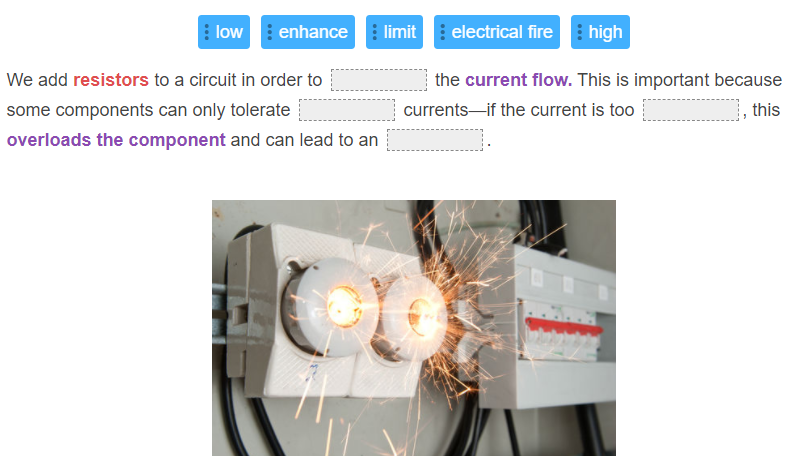 low enhance limit electrical fire high
We add resistors to a circuit in order to the current flow. This is important because
some components can only tolerate currents—if the current is too , this
overloads the component and can lead to an .